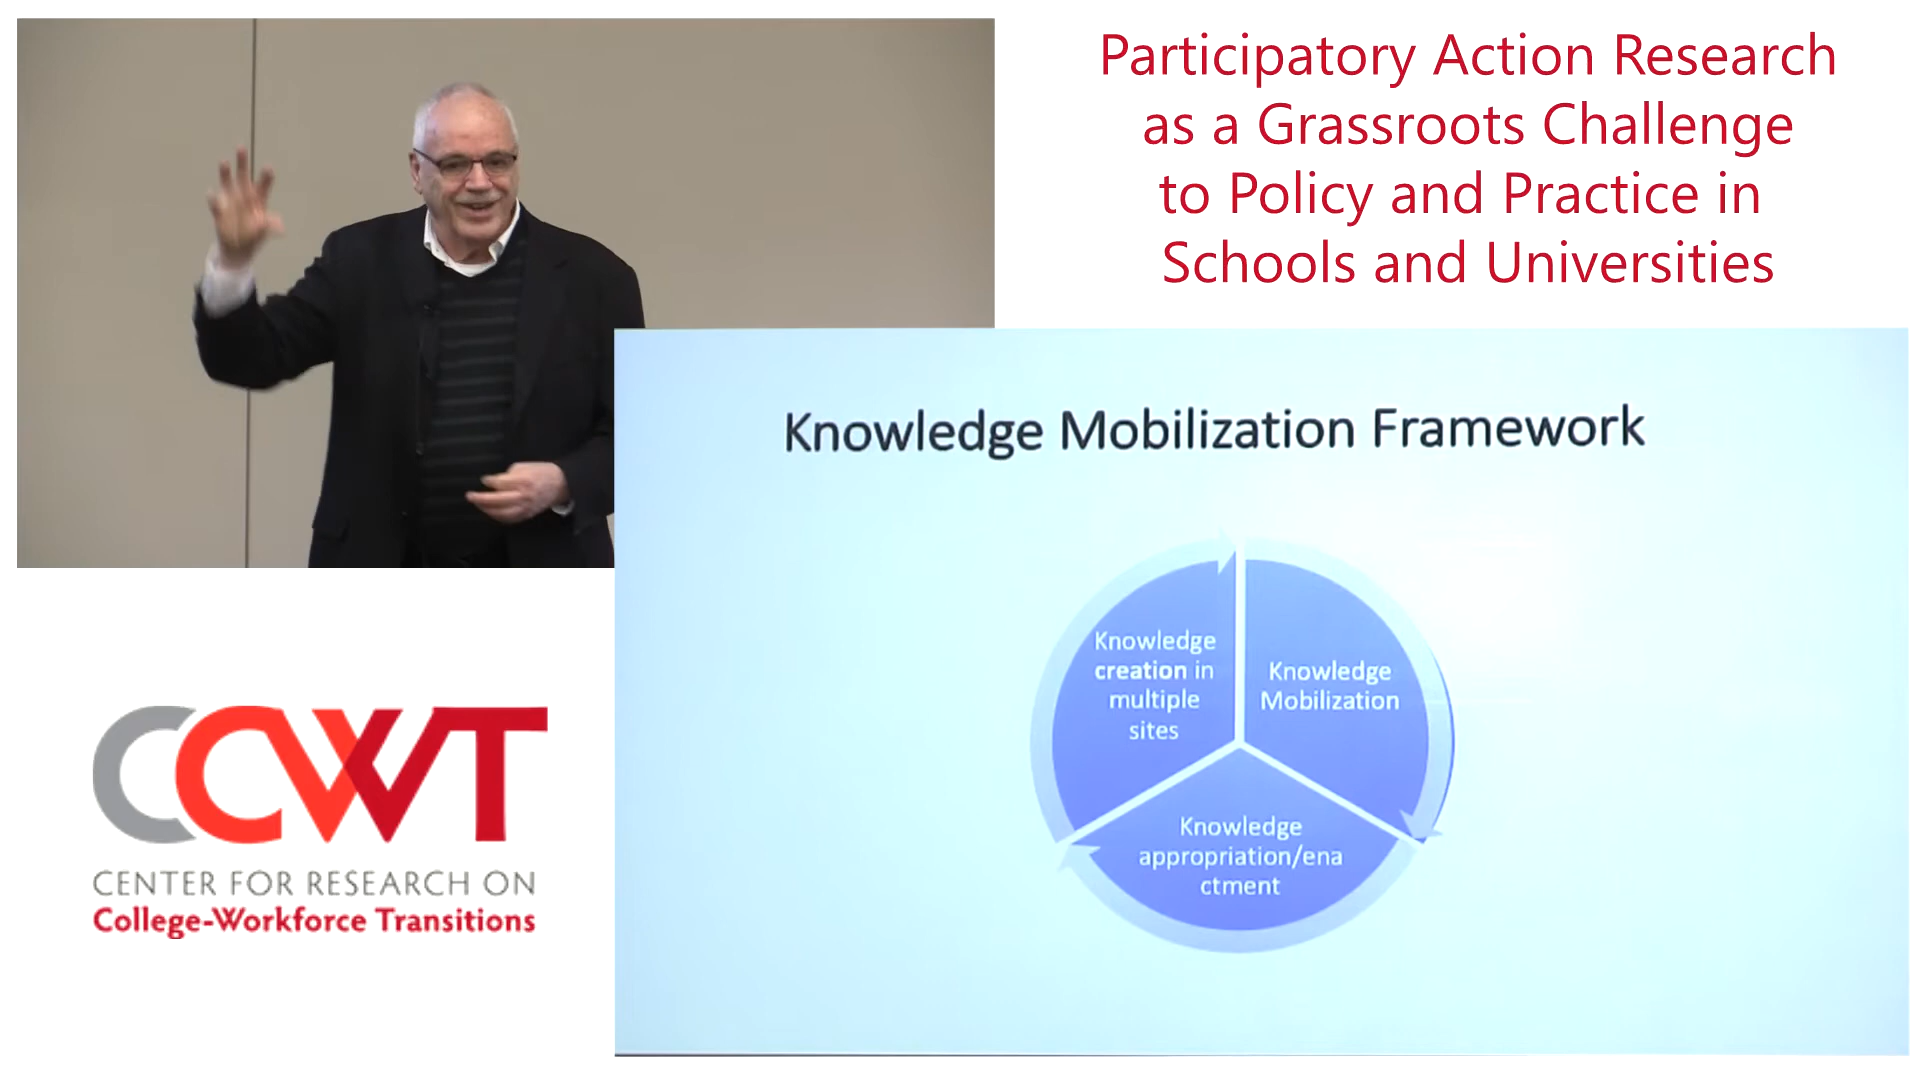 Participatory Action Research
as a Grassroots Challenge
to Policy and Practice in
Schools and Universities
Knowledge Mobilization Framework
Knowledge
creation in
multiple
sites
Knowledge
Mobilization
Knowledge
appropriation/ena
ctment
CCWT
CENTER FOR RESEARCH ON
College-Workforce Transitions